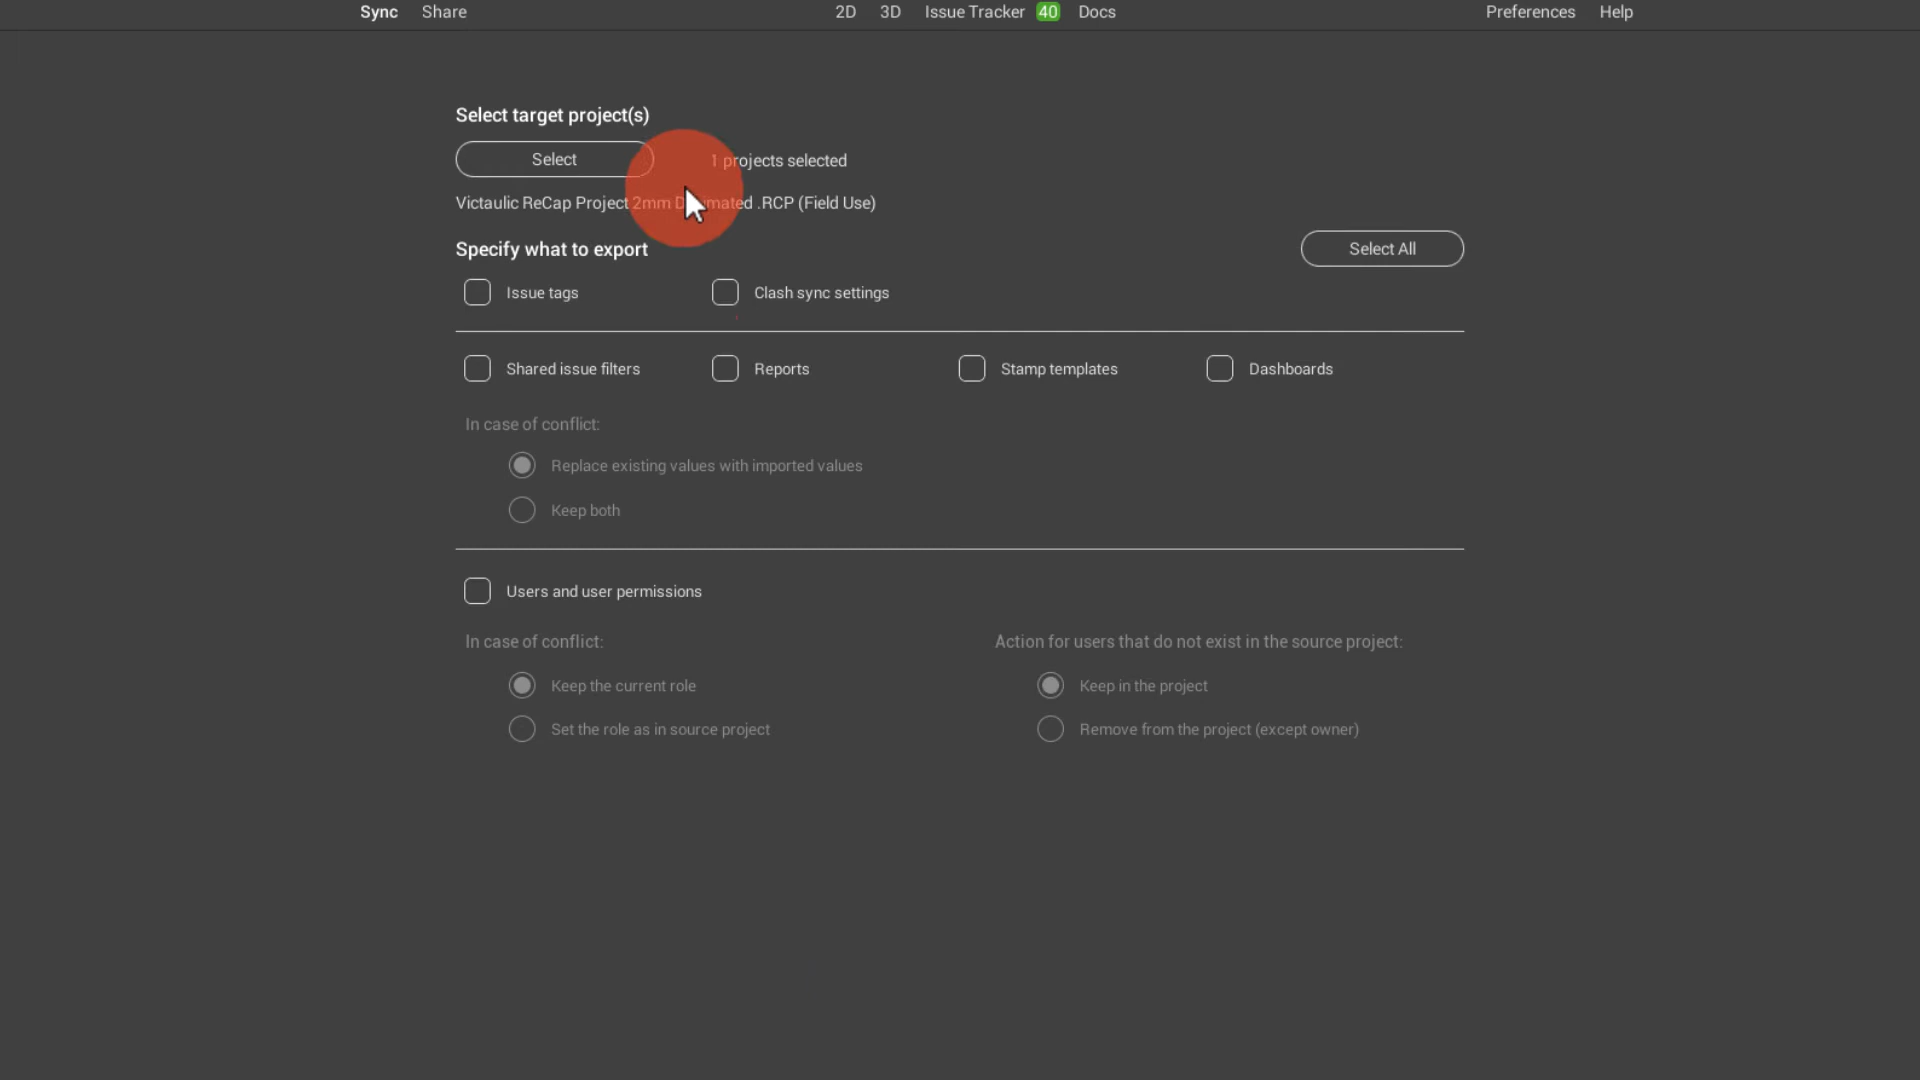 Sync Share 2D 3D Issue Tracker 40 Docs Preferences Help
Select target project(s)
Select 1 projects selected
Victaulic ReCap Project 2mm Decimated .RCP (Field Use)
Specify what to export Select All
Issue tags Clash sync settings
Shared issue filters Reports Stamp templates Dashboards
In case of conflict:
Replace existing values with imported values
Keep both
Users and user permissions
In case of conflict: Action for users that do not exist in the source project:
Keep the current role Keep in the project
Set the role as in source project Remove from the project (except owner)